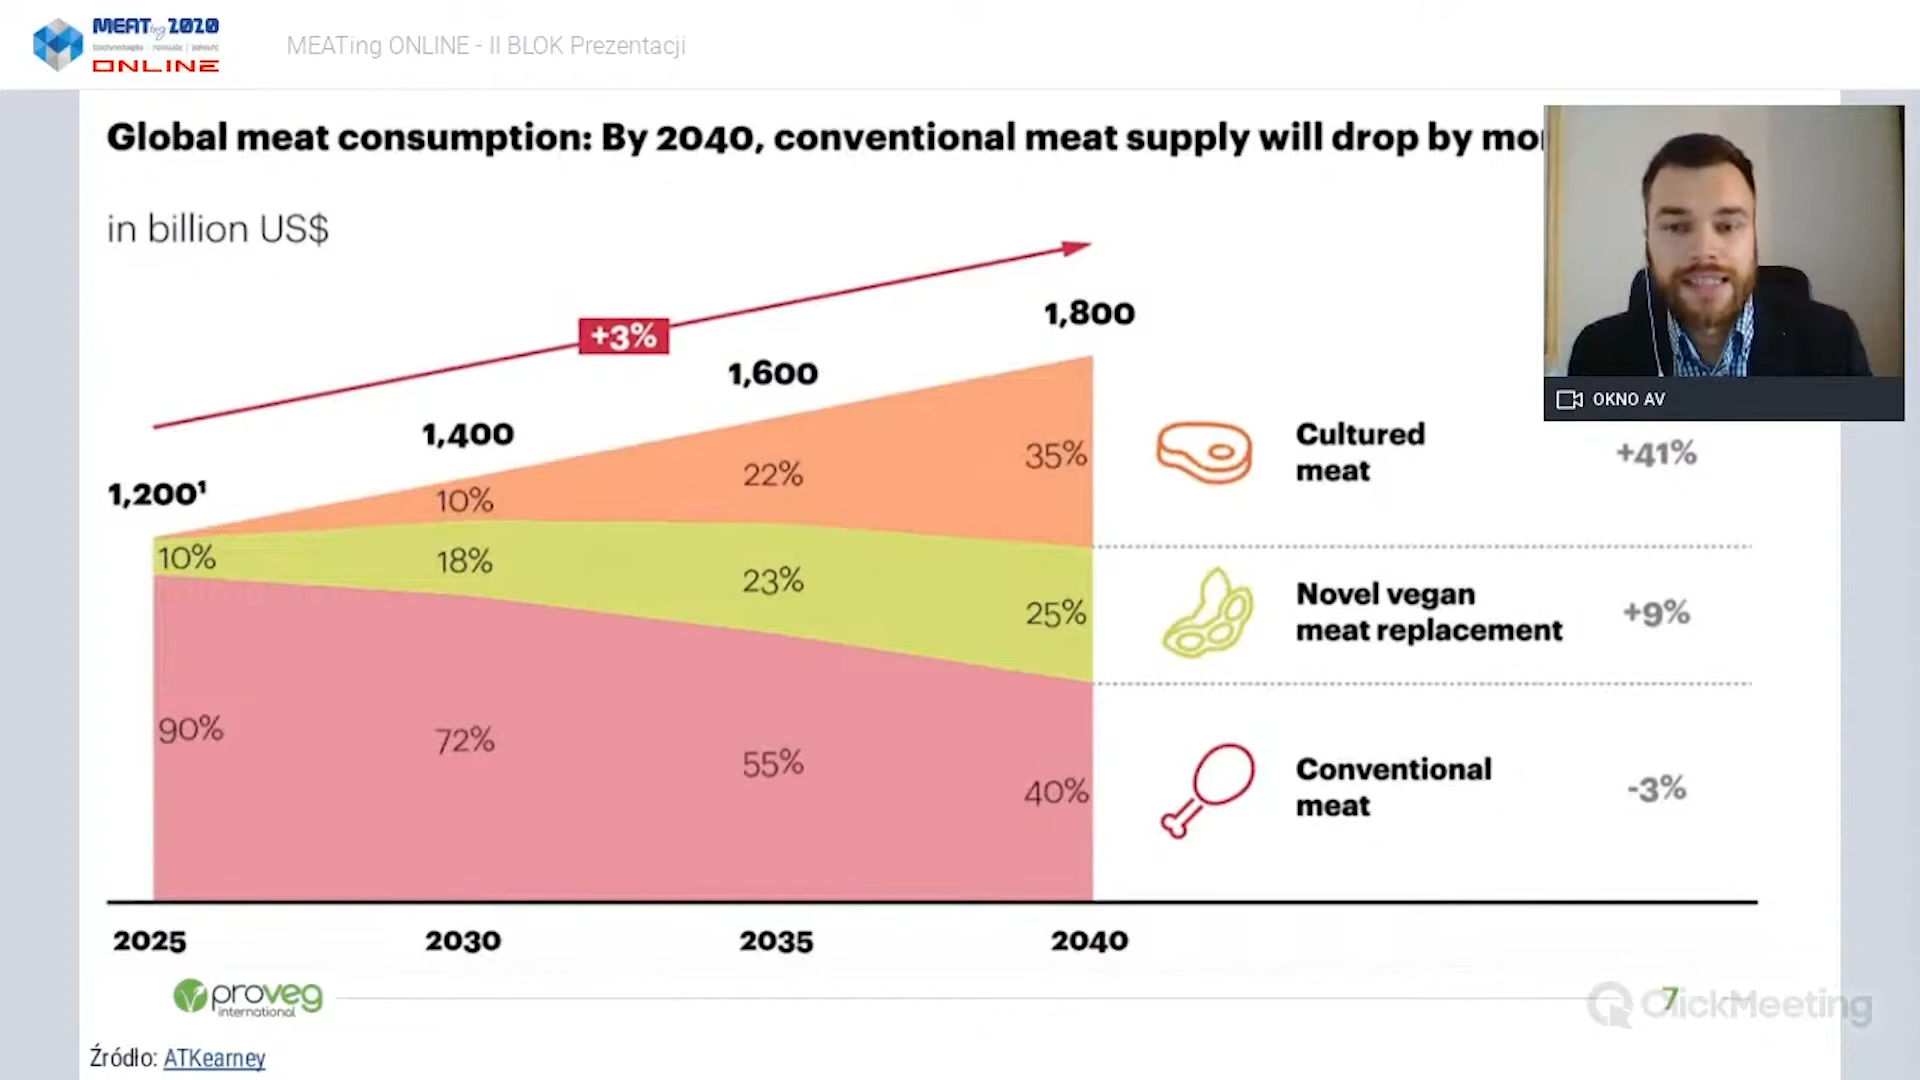 MEATing 2020
technologia | rozwój | jakość
ONLINE
MEATing ONLINE - II BLOK Prezentacji
Global meat consumption: By 2040, conventional meat supply will drop by
in billion US$
+3%
1,800
1,600
1,400
1,200¹
35%
22%
10%
10%
18%
23%
25%
90%
72%
55%
40%
Cultured
meat
+41%
Novel vegan
meat replacement
+9%
Conventional
meat
-3%
OKNO AV
2025 2030 2035 2040
proveg
international
7
ClickMeeting
Źródło: ATKearney